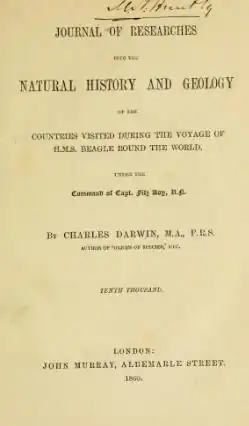 JOURNAL OF RESEARCHES
INTO THE
NATURAL HISTORY AND GEOLOGY
OF THE
COUNTRIES VISITED DURING THE VOYAGE OF
H.M.S. BEAGLE ROUND THE WORLD,
UNDER THE
Command of Capt. Fitz Roy, R.N.
BY CHARLES DARWIN, M.A., F.R.S.
AUTHOR OF 'ORIGIN OF SPECIES,' ETC.
TENTH THOUSAND.
LONDON:
JOHN MURRAY, ALBEMARLE STREET.
1860.